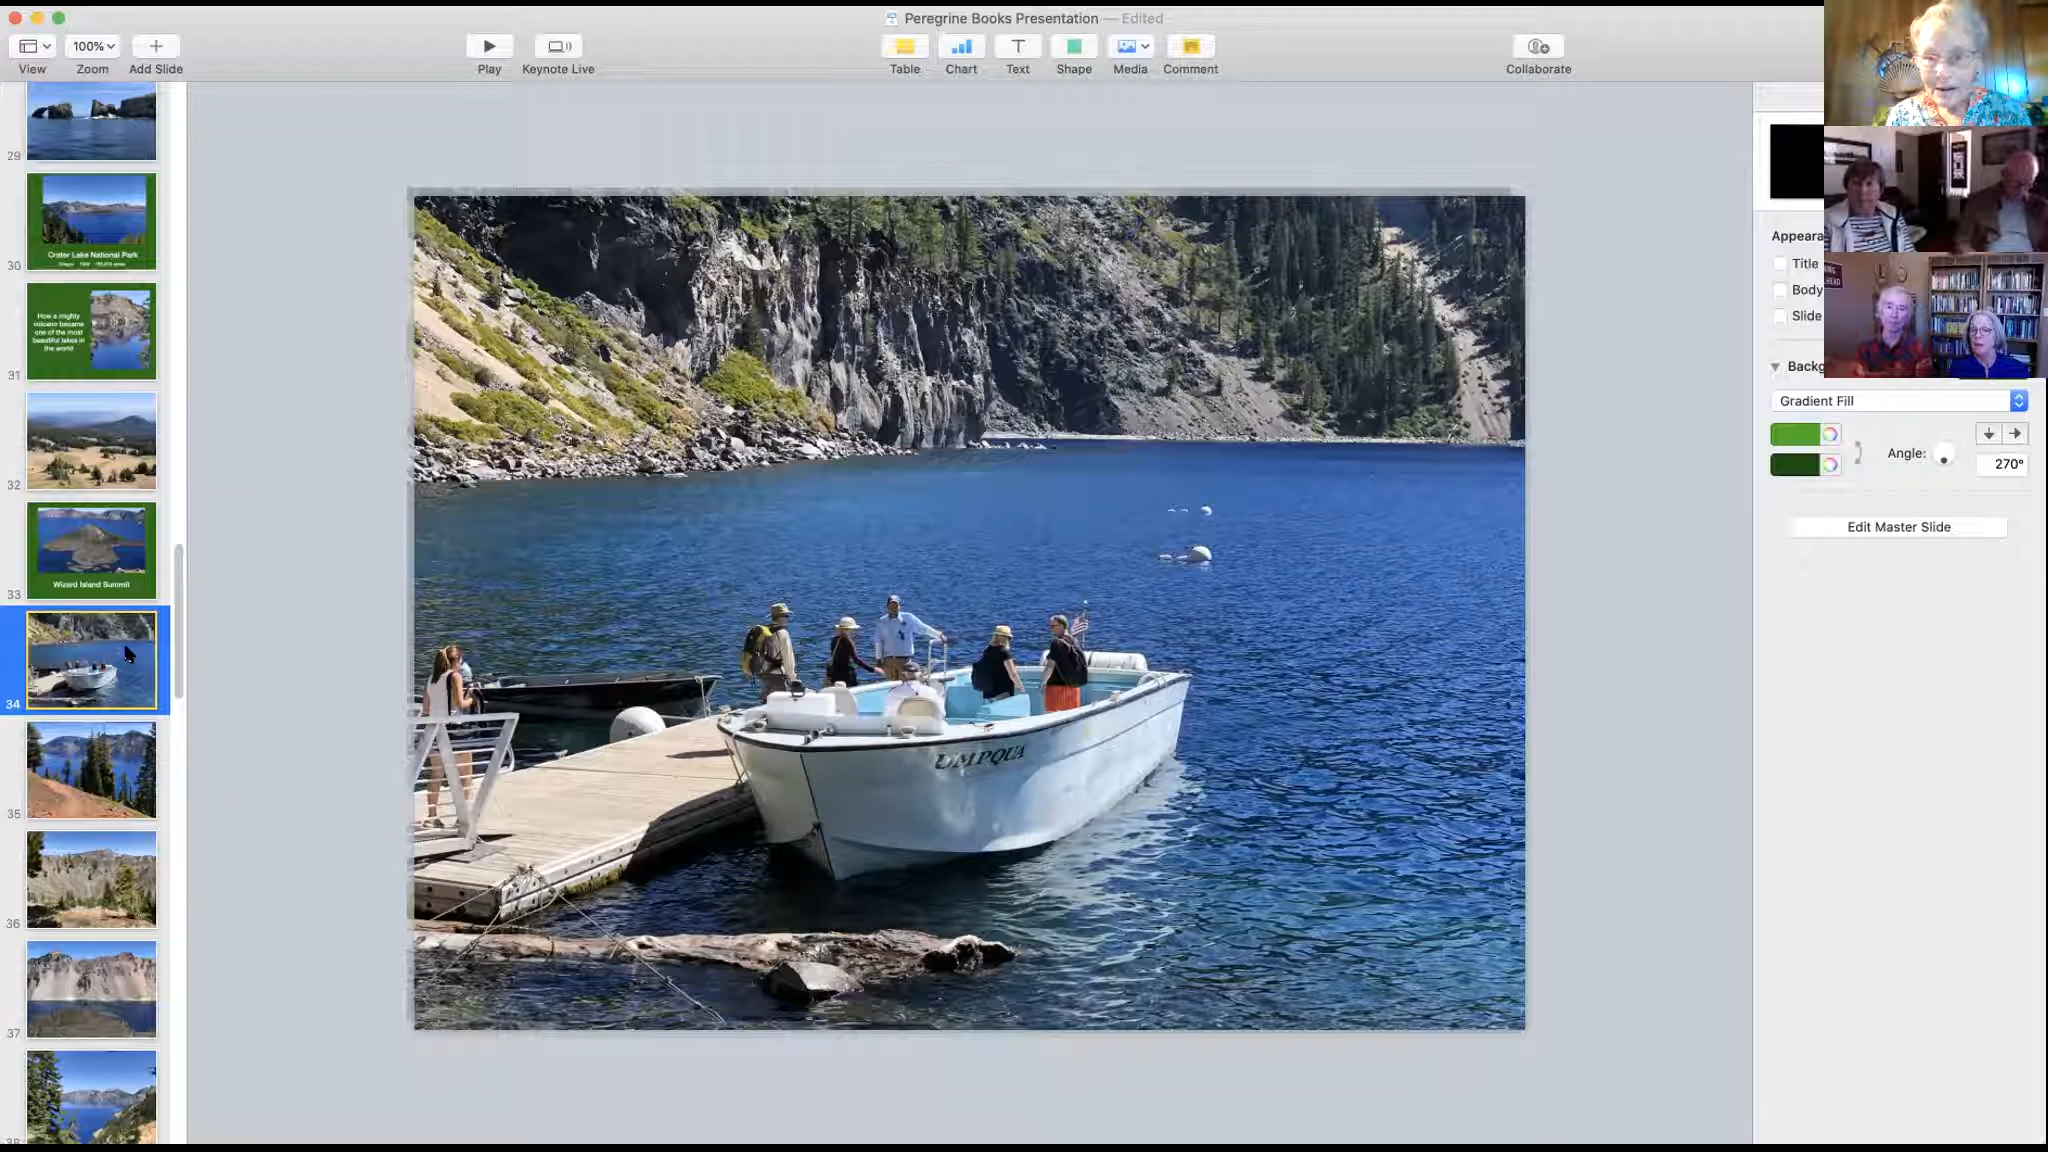 Peregrine Books Presentation — Edited
100%
View
Zoom
Add Slide
Play
Keynote Live
Table
Chart
Text
Shape
Media
Comment
Collaborate
29
Crater Lake National Park
30
How a mighty
volcano became
one of the most
beautiful lakes in
the world
31
32
Wizard Island Summit
33
34
35
36
37
38
UMPQUA
Appeara
Title
Body
Slide
Backg
Gradient Fill
Angle:
270°
Edit Master Slide